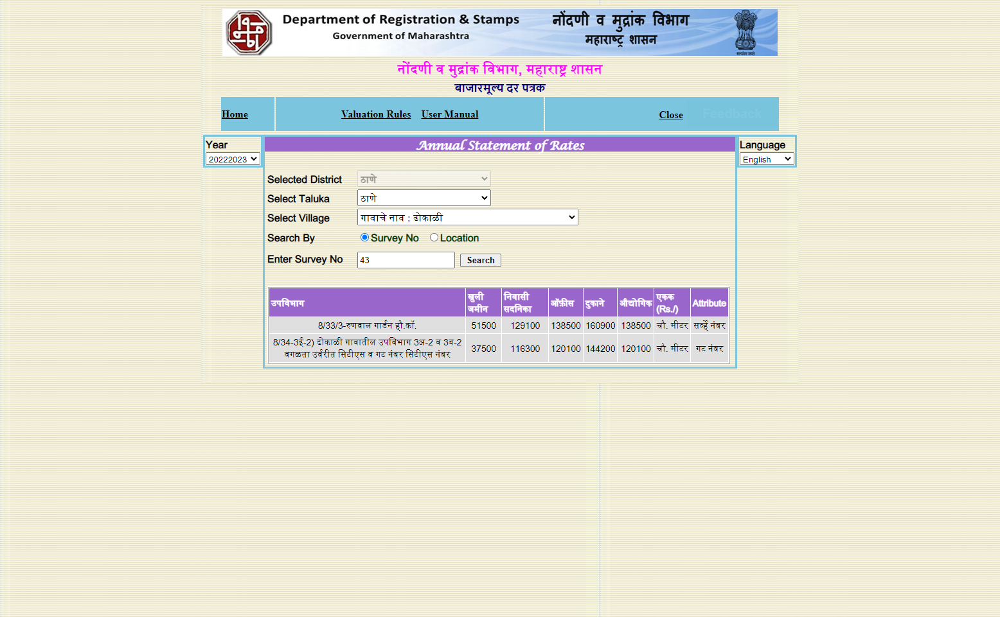 Department of Registration & Stamps
Government of Maharashtra
नोंदणी व मुद्रांक विभाग
महाराष्ट्र शासन
सत्यमेव जयते
नोंदणी व मुद्रांक विभाग, महाराष्ट्र शासन
बाजारमूल्य दर पत्रक
Home Valuation Rules User Manual Close Feedback
Year
20222023
Annual Statement of Rates
Language
English
Selected District ठाणे
Select Taluka ठाणे
Select Village गावाचे नाव : ढोकाळी
Search By Survey No Location
Enter Survey No 43 Search
उपविभाग खुली जमीन निवासी सदनिका ऑफ़ीस दुकाने औद्योगिक एकक (Rs./) Attribute
8/33/3-रुणवाल गार्डन हौ.कॉ. 51500 129100 138500 160900 138500 चौ. मीटर सर्व्हे नंबर
8/34-3ई-2) ढोकाळी गावातील उपविभाग 3अ-2 व 3ब-2 वगळता उर्वरीत सिटीएस व गट नंबर सिटीएस नंबर 37500 116300 120100 144200 120100 चौ. मीटर गट नंबर